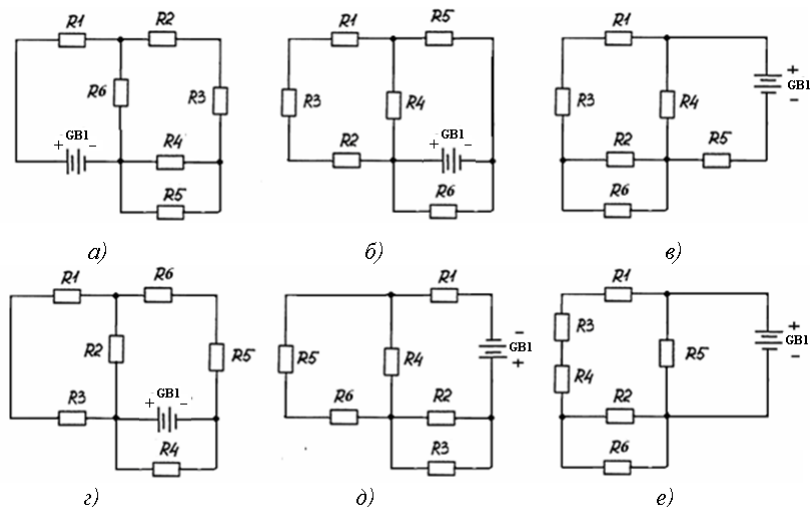 R1 R2
R6 R3
+ GB1 − R4
R5
а)
R1 R5
R3 R4
R2 + GB1 −
R6
б)
R1 +
GB1
−
R3 R4
R2 R5
R6
в)
R1 R6
R2 R5
R3 + GB1 −
R4
г)
R1 −
GB1
+
R5 R4
R6 R2
R3
д)
R1 +
GB1
−
R3
R4 R5
R2
R6
е)